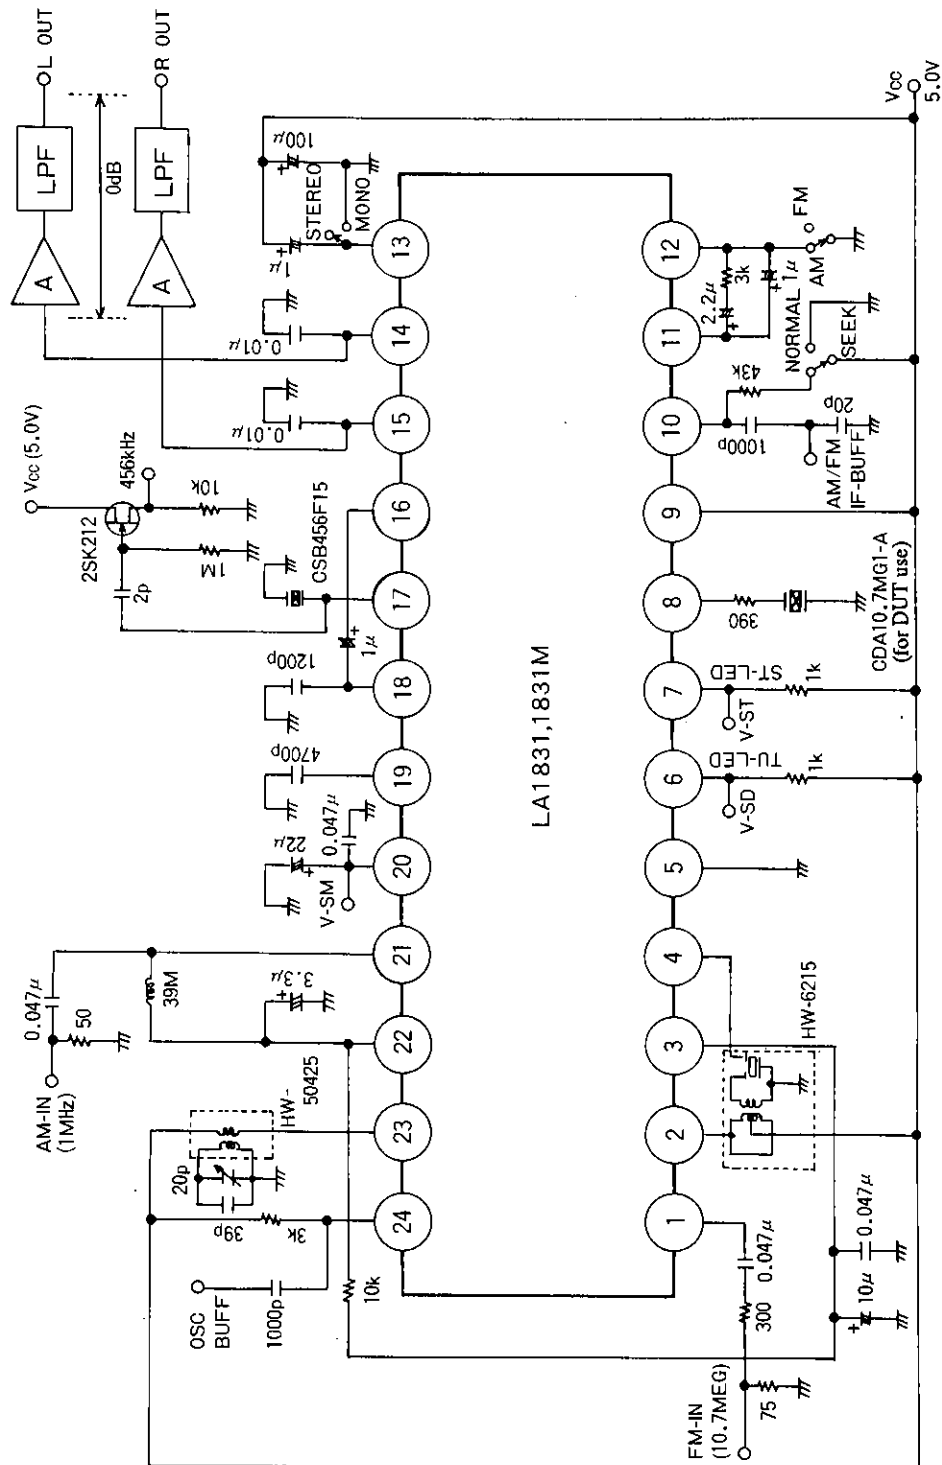 AM-IN
(1MHz)
0.047μ
50
39M
3.3μ
HW-
50425
20p
39p
3k
OSC
BUFF
1000p
10k
V-SM
22μ
0.047μ
4700p
1200p
1μ
CSB456F15
2p
1M
2SK212
Vcc (5.0V)
456kHz
10k
0.01μ
0.01μ
1μ
100μ
STEREO
MONO
A
LPF
L OUT
0dB
A
LPF
R OUT
24
23
22
21
20
19
18
17
16
15
14
13
LA1831,1831M
1
2
3
4
5
6
7
8
9
10
11
12
FM-IN
(10.7MEG)
75
300
0.047μ
10μ
0.047μ
HW-6215
V-SD
TU-LED
1k
V-ST
ST-LED
1k
390
CDA10.7MG1-A
(for DUT use)
1000p
20p
AM/FM
IF-BUFF
43k
NORMAL
SEEK
2.2μ
3k
1μ
AM
FM
Vcc
5.0V